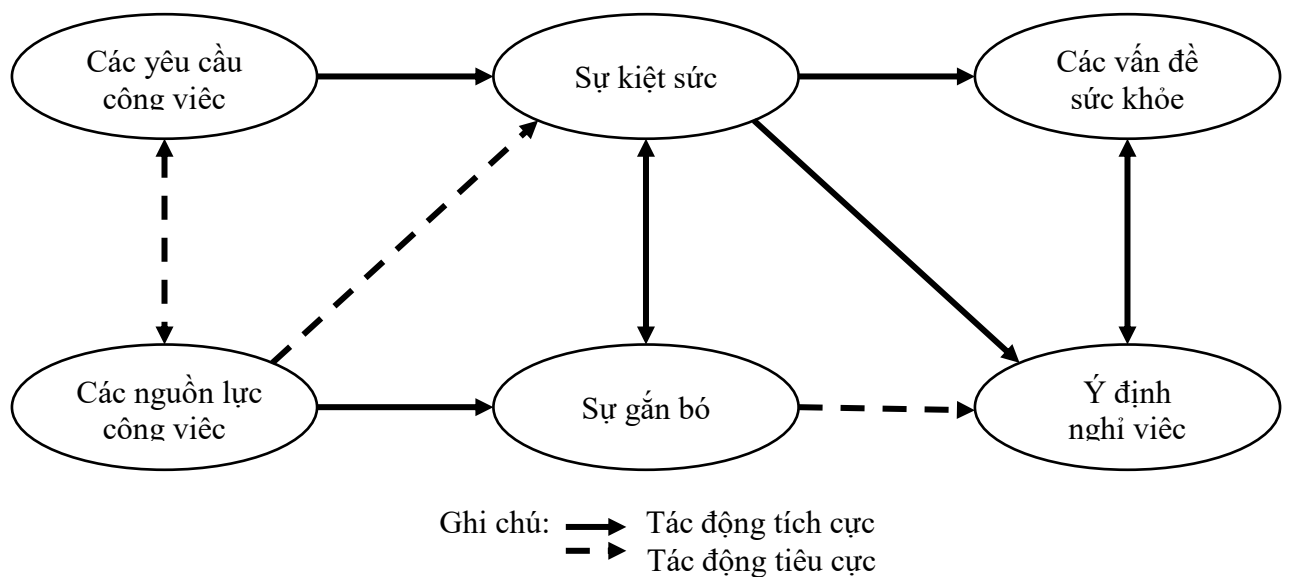 Các yêu cầu
công việc
Sự kiệt sức
Các vấn đề
sức khỏe
Các nguồn lực
công việc
Sự gắn bó
Ý định
nghỉ việc
Ghi chú:
Tác động tích cực
Tác động tiêu cực